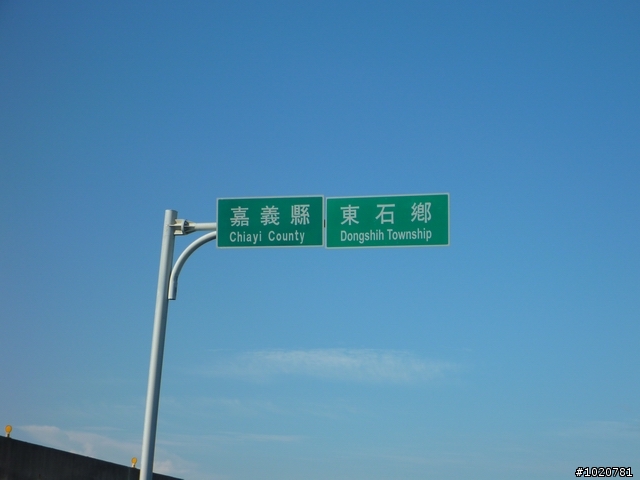 嘉義縣
Chiayi County
東石鄉
Dongshih Township
#1020781